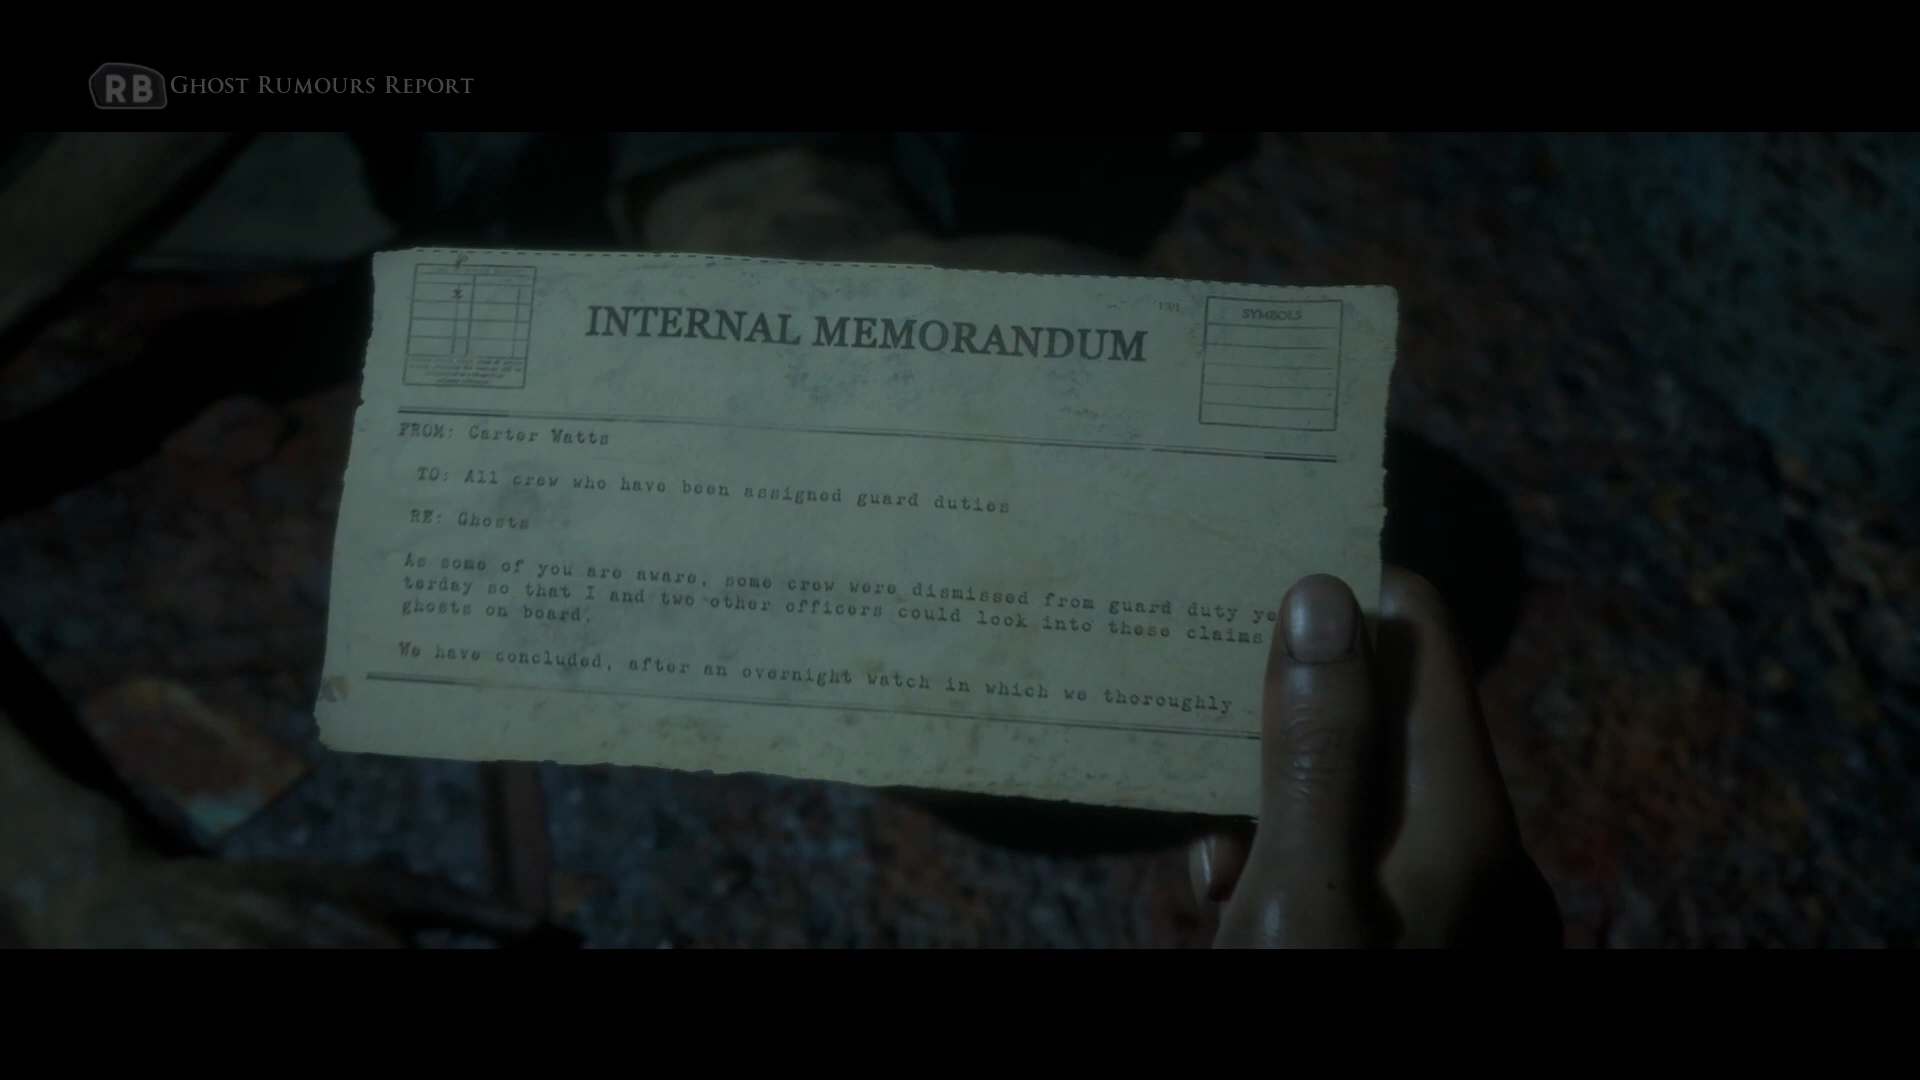 RB GHOST RUMOURS REPORT
INTERNAL MEMORANDUM
1301
SYMBOLS
FROM: Carter Watts
TO: All crew who have been assigned guard duties
RE: Ghosts
As some of you are aware, some crew were dismissed from guard duty ye
terday so that I and two other officers could look into these claims
ghosts on board.
We have concluded, after an overnight watch in which we thoroughly